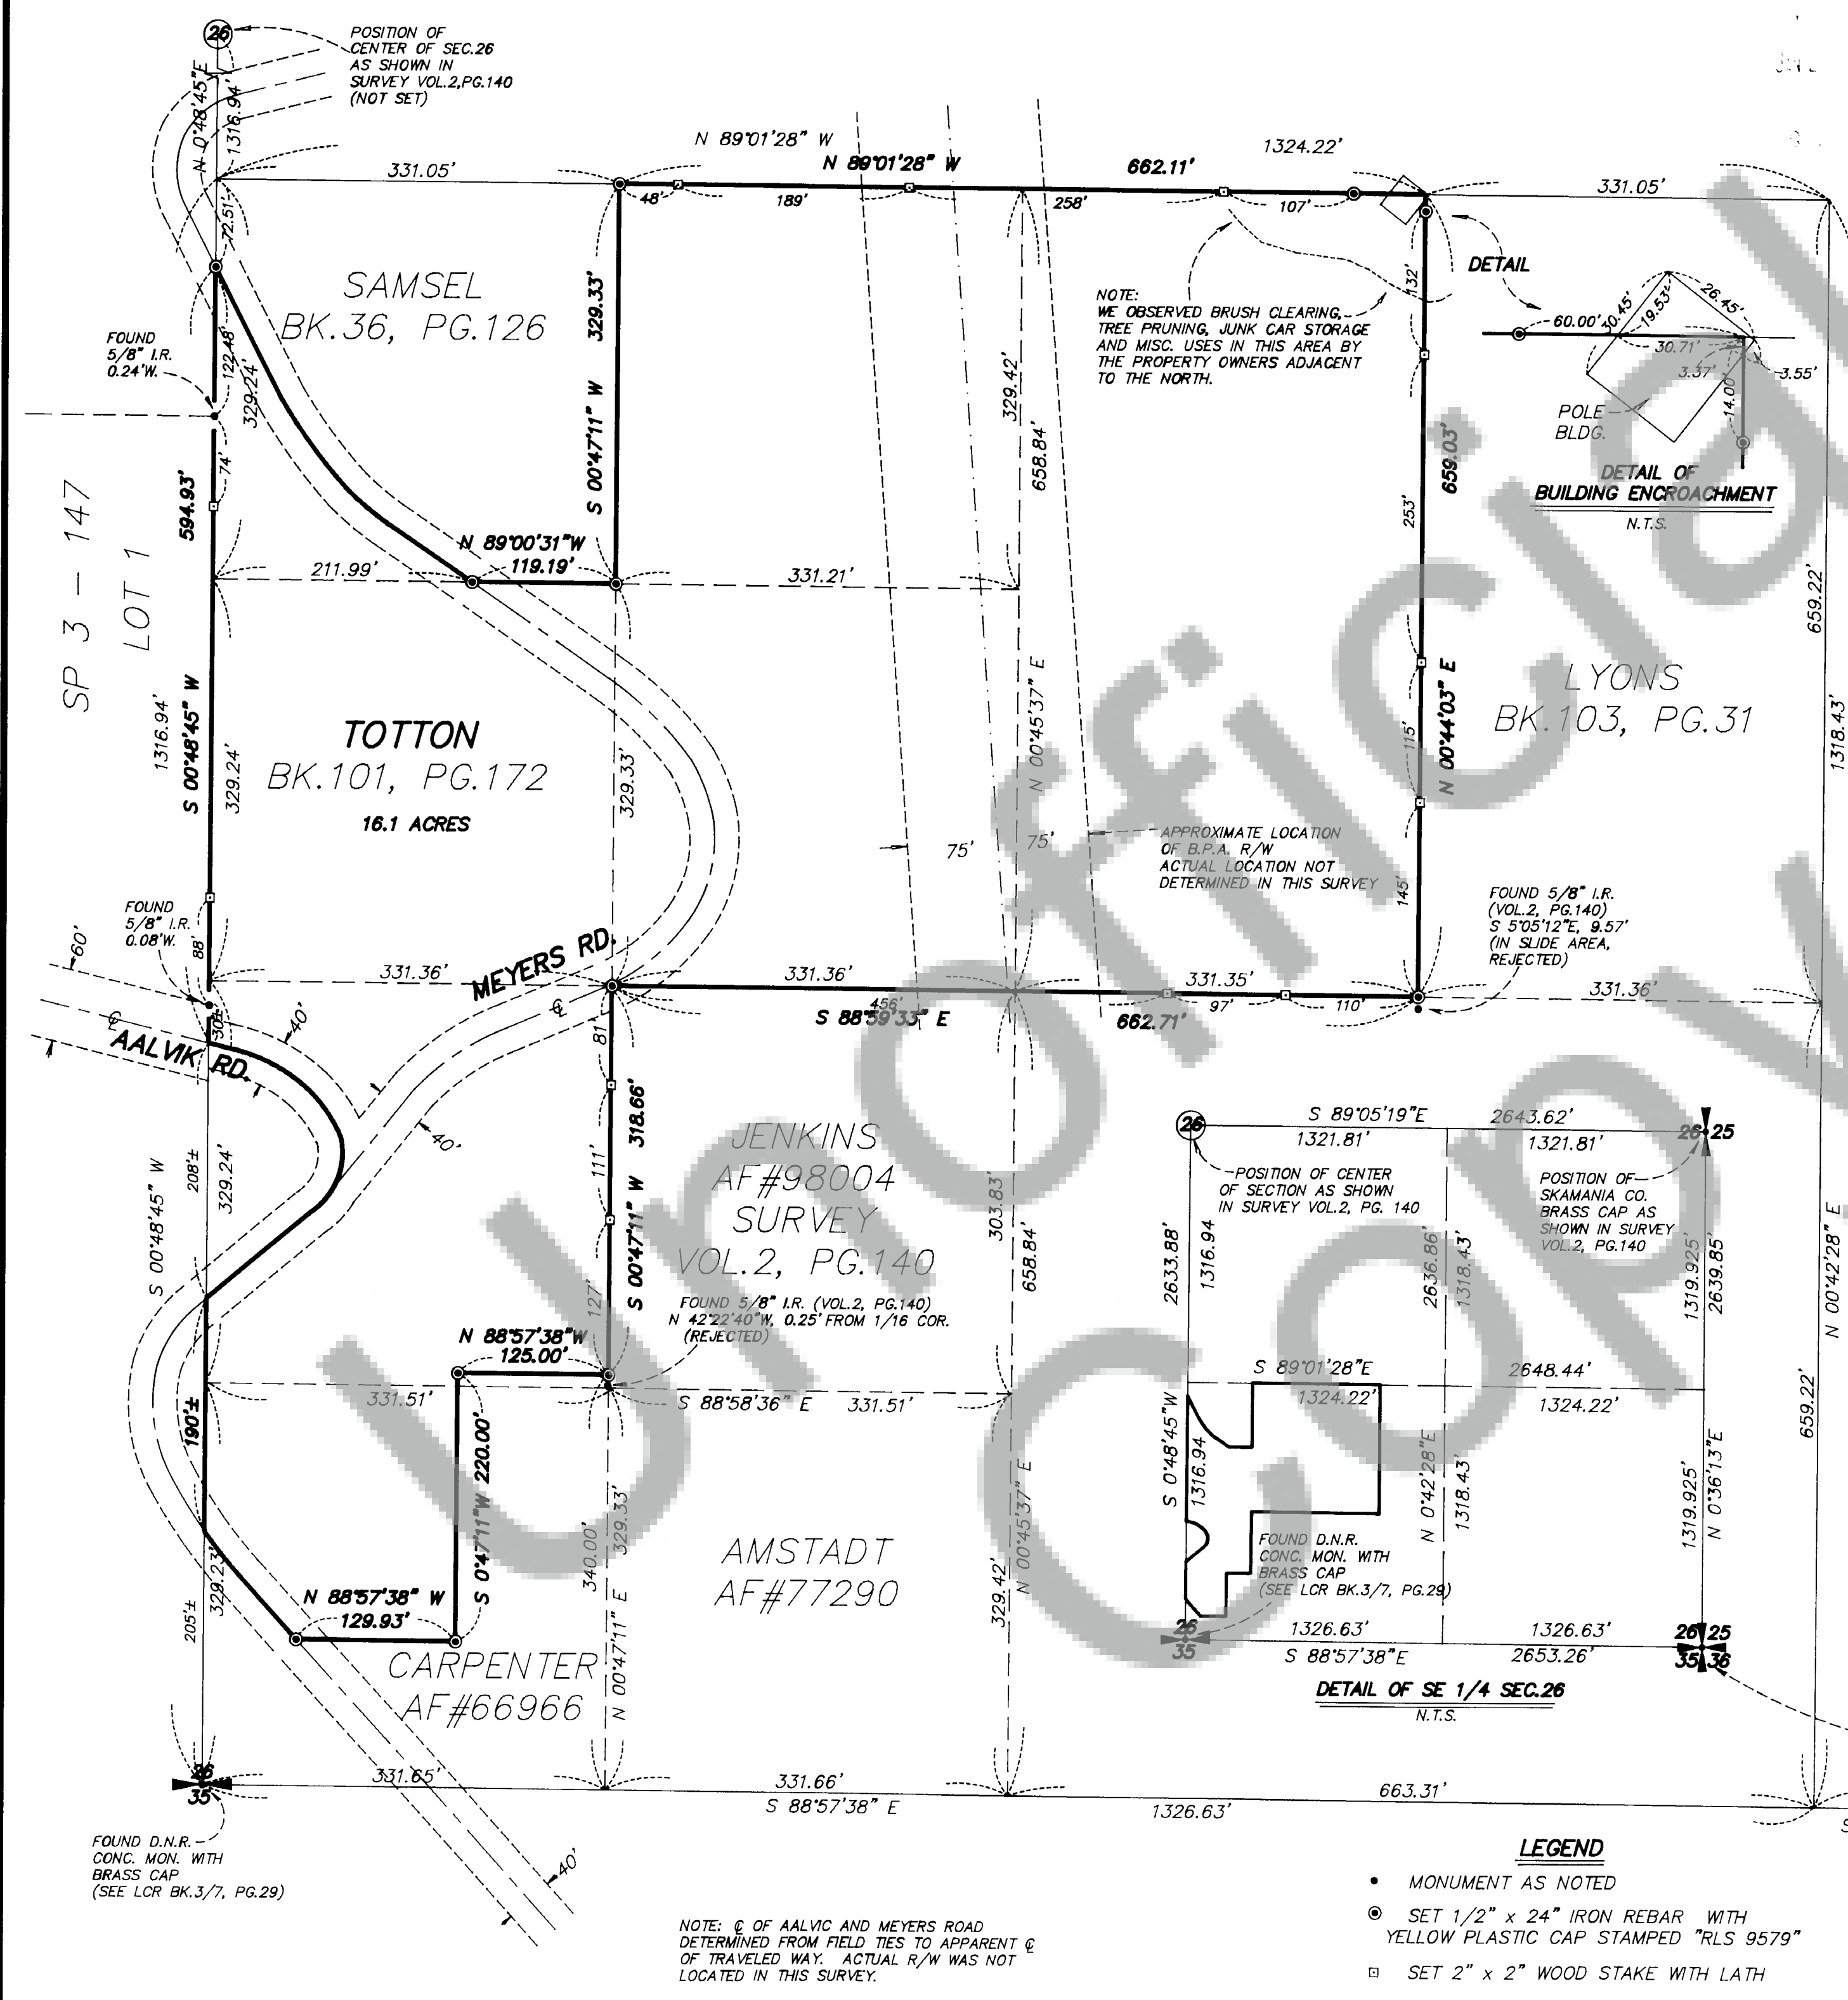 26
POSITION OF
CENTER OF SEC.26
AS SHOWN IN
SURVEY VOL.2,PG.140
(NOT SET)
N 0°48'45" E
1316.94'
N 89°01'28" W
1324.22'
N 89°01'28" W
662.11'
331.05'
48'
189'
258'
107'
331.05'
72.51'
SAMSEL
BK.36, PG.126
329.33'
S 00°47'11" W
FOUND
5/8" I.R.
0.24'W.
122.48'
329.24'
74'
594.93'
SP 3 - 147
LOT 1
329.42'
658.84'
NOTE:
WE OBSERVED BRUSH CLEARING,
TREE PRUNING, JUNK CAR STORAGE
AND MISC. USES IN THIS AREA BY
THE PROPERTY OWNERS ADJACENT
TO THE NORTH.
132'
DETAIL
60.00'
30.45'
19.53'
26.45'
30.71'
3.37'
3.55'
14.00'
POLE
BLDG.
DETAIL OF
BUILDING ENCROACHMENT
N.T.S.
659.03'
253'
N 89°00'31"W
119.19'
211.99'
331.21'
659.22'
1318.43'
LYONS
BK.103, PG.31
N 00°45'37" E
N 00°44'03" E
115'
TOTTON
BK.101, PG.172
16.1 ACRES
1316.94'
S 00°48'45" W
329.24'
329.33'
75'
75'
APPROXIMATE LOCATION
OF B.P.A. R/W
ACTUAL LOCATION NOT
DETERMINED IN THIS SURVEY
145'
FOUND 5/8" I.R.
(VOL.2, PG.140)
S 5°05'12"E, 9.57'
(IN SLIDE AREA,
REJECTED)
FOUND
5/8" I.R.
0.08'W.
88'
60'
331.36'
MEYERS RD.
℄
331.36'
456'
S 88°59'33" E
331.35'
662.71'
97'
110'
331.36'
℄
AALVIK RD.
30±
40'
40'
81'
318.66'
111'
S 00°47'11" W
127'
JENKINS
AF#98004
SURVEY
VOL.2, PG.140
FOUND 5/8" I.R. (VOL.2, PG.140)
N 42°22'40"W, 0.25' FROM 1/16 COR.
(REJECTED)
303.83'
658.84'
S 00°48'45" W
208'±
329.24'
N 88°57'38"W
125.00'
331.51'
S 88°58'36" E
331.51'
190'±
S 0°47'11"W 220.00'
340.00'
329.33'
N 00°47'11" E
329.42'
N 00°45'37" E
AMSTADT
AF#77290
205'±
329.23'
N 88°57'38" W
129.93'
CARPENTER
AF#66966
26
S 89°05'19"E
2643.62'
1321.81'
1321.81'
26 25
POSITION OF CENTER
OF SECTION AS SHOWN
IN SURVEY VOL.2, PG. 140
POSITION OF
SKAMANIA CO.
BRASS CAP AS
SHOWN IN SURVEY
VOL.2, PG.140
2633.88'
1316.94
2636.86'
1318.43'
1319.925'
2639.85'
N 00°42'28" E
659.22'
S 89°01'28"E
2648.44'
1324.22'
1324.22'
S 0°48'45"W
1316.94
N 0°42'28"E
1318.43'
1319.925'
N 0°36'13"E
FOUND D.N.R.
CONC. MON. WITH
BRASS CAP
(SEE LCR BK.3/7, PG.29)
26
35
1326.63'
1326.63'
26 25
35 36
S 88°57'38"E
2653.26'
DETAIL OF SE 1/4 SEC.26
N.T.S.
26
35
331.65'
331.66'
663.31'
S 88°57'38" E
1326.63'
S
FOUND D.N.R.
CONC. MON. WITH
BRASS CAP
(SEE LCR BK.3/7, PG.29)
40'
NOTE: ℄ OF AALVIC AND MEYERS ROAD
DETERMINED FROM FIELD TIES TO APPARENT ℄
OF TRAVELED WAY. ACTUAL R/W WAS NOT
LOCATED IN THIS SURVEY.
LEGEND
MONUMENT AS NOTED
SET 1/2" x 24" IRON REBAR WITH
YELLOW PLASTIC CAP STAMPED "RLS 9579"
SET 2" x 2" WOOD STAKE WITH LATH
Unofficial
Copy